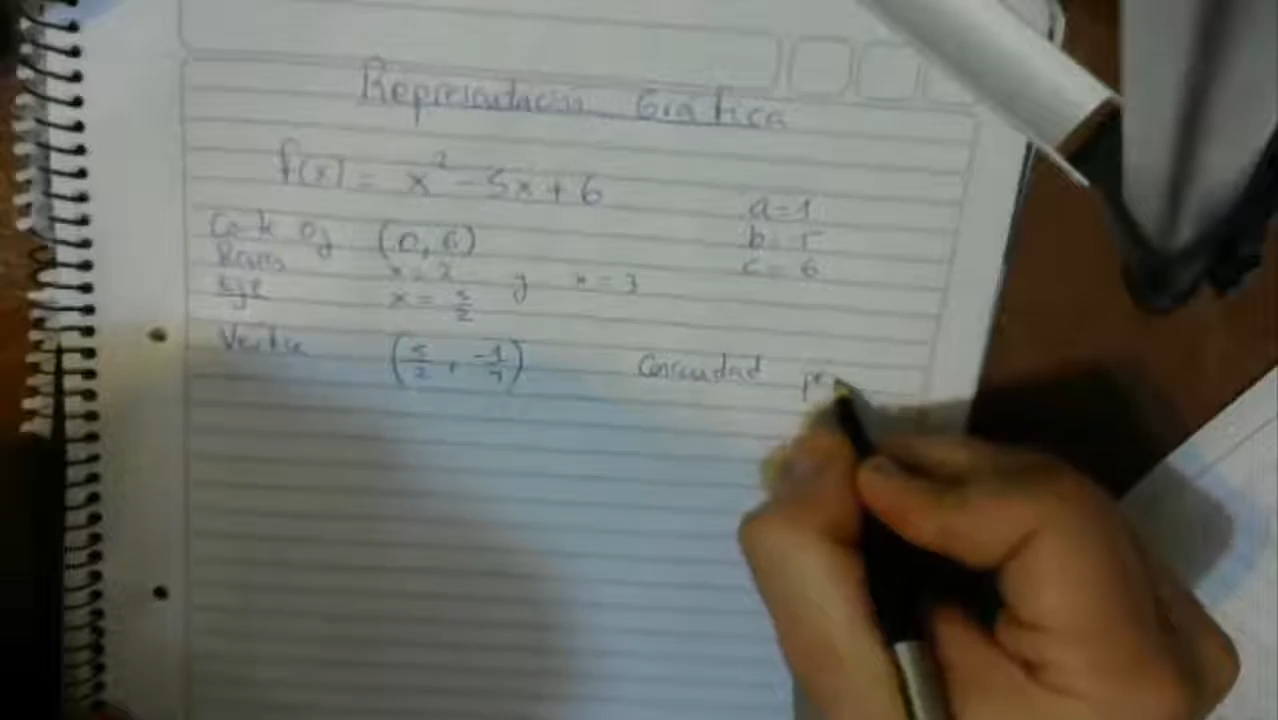 Representación Gráfica
f(x) = x² - 5x + 6
a=1
Corte Oy (0, 6)
b=-5
Raíces x=2 y x=3
c=6
Eje x = 5/2
Vértice (5/2, -1/4) Concavidad